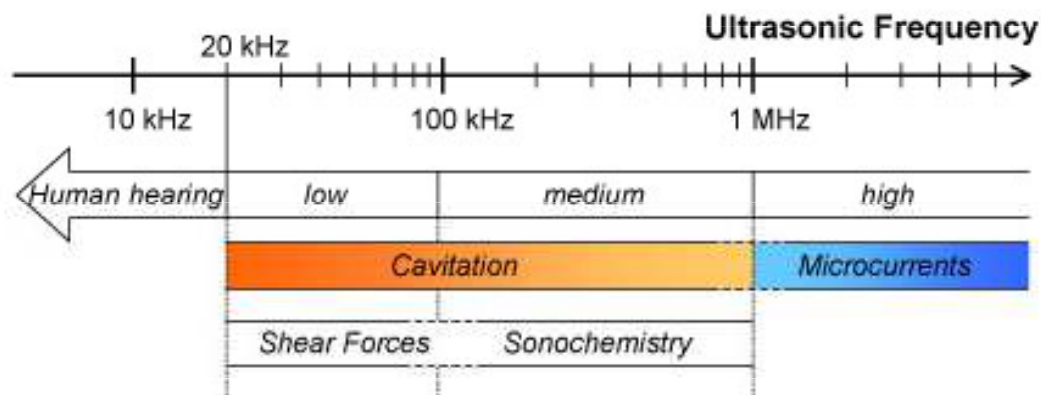 Ultrasonic Frequency
20 kHz
10 kHz 100 kHz 1 MHz
Human hearing low medium high
Cavitation Microcurrents
Shear Forces Sonochemistry